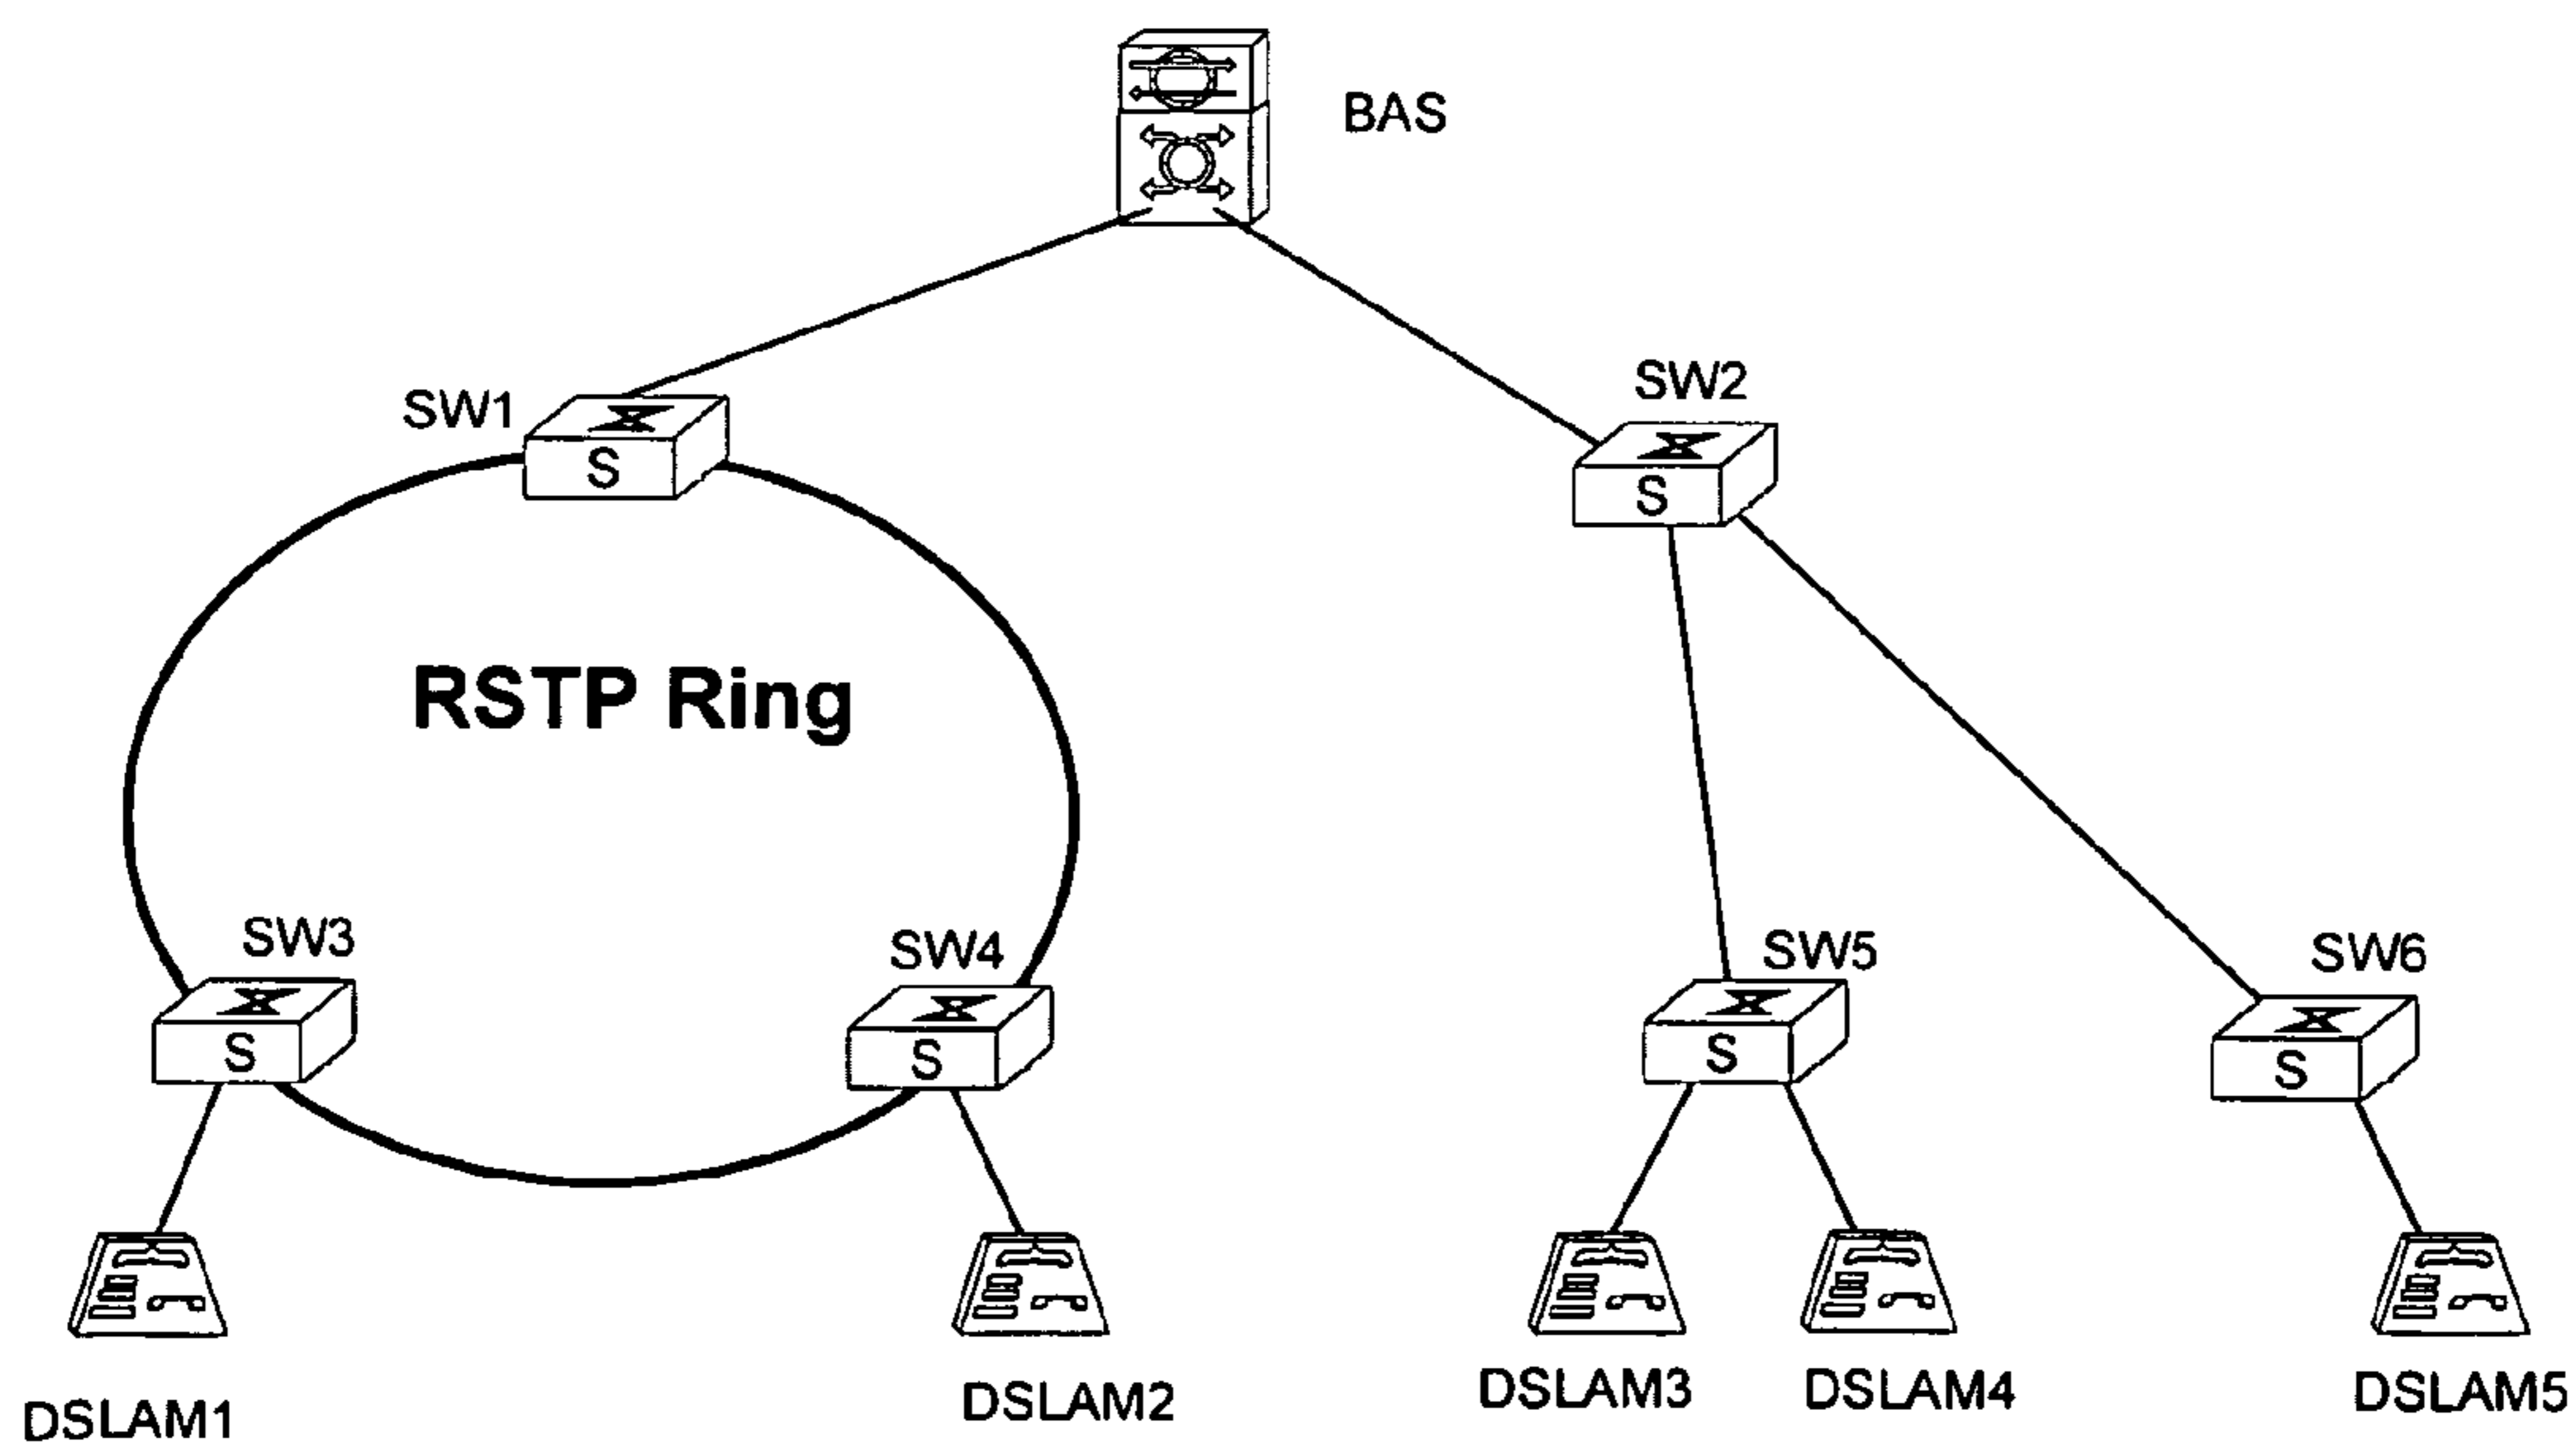 BAS
SW1
S
SW2
S
RSTP Ring
SW3
S
SW4
S
SW5
S
SW6
S
DSLAM1
DSLAM2
DSLAM3
DSLAM4
DSLAM5